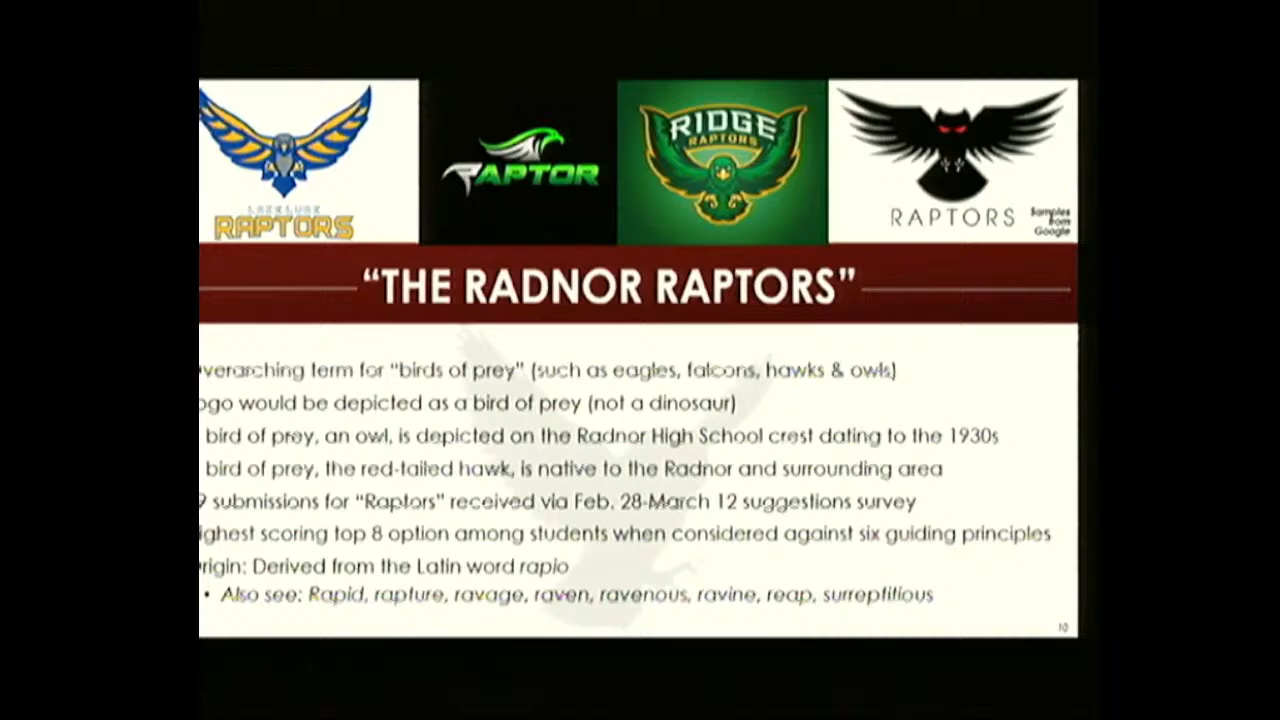 RAPTORS
RAPTOR
RIDGE
RAPTORS
RAPTORS
Samples
from
Google
“THE RADNOR RAPTORS”
verarching term for “birds of prey” (such as eagles, falcons, hawks & owls)
ogo would be depicted as a bird of prey (not a dinosaur)
bird of prey, an owl, is depicted on the Radnor High School crest dating to the 1930s
bird of prey, the red-tailed hawk, is native to the Radnor and surrounding area
9 submissions for “Raptors” received via Feb. 28-March 12 suggestions survey
ighest scoring top 8 option among students when considered against six guiding principles
rigin: Derived from the Latin word rapio
• Also see: Rapid, rapture, ravage, raven, ravenous, ravine, reap, surreptitious
10